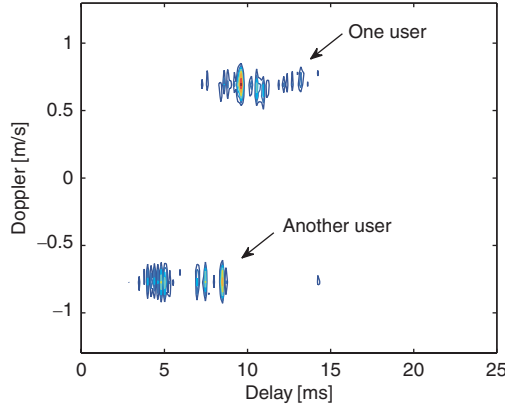 One user
Another user
1
0.5
0
−0.5
−1
Doppler [m/s]
0 5 10 15 20 25
Delay [ms]